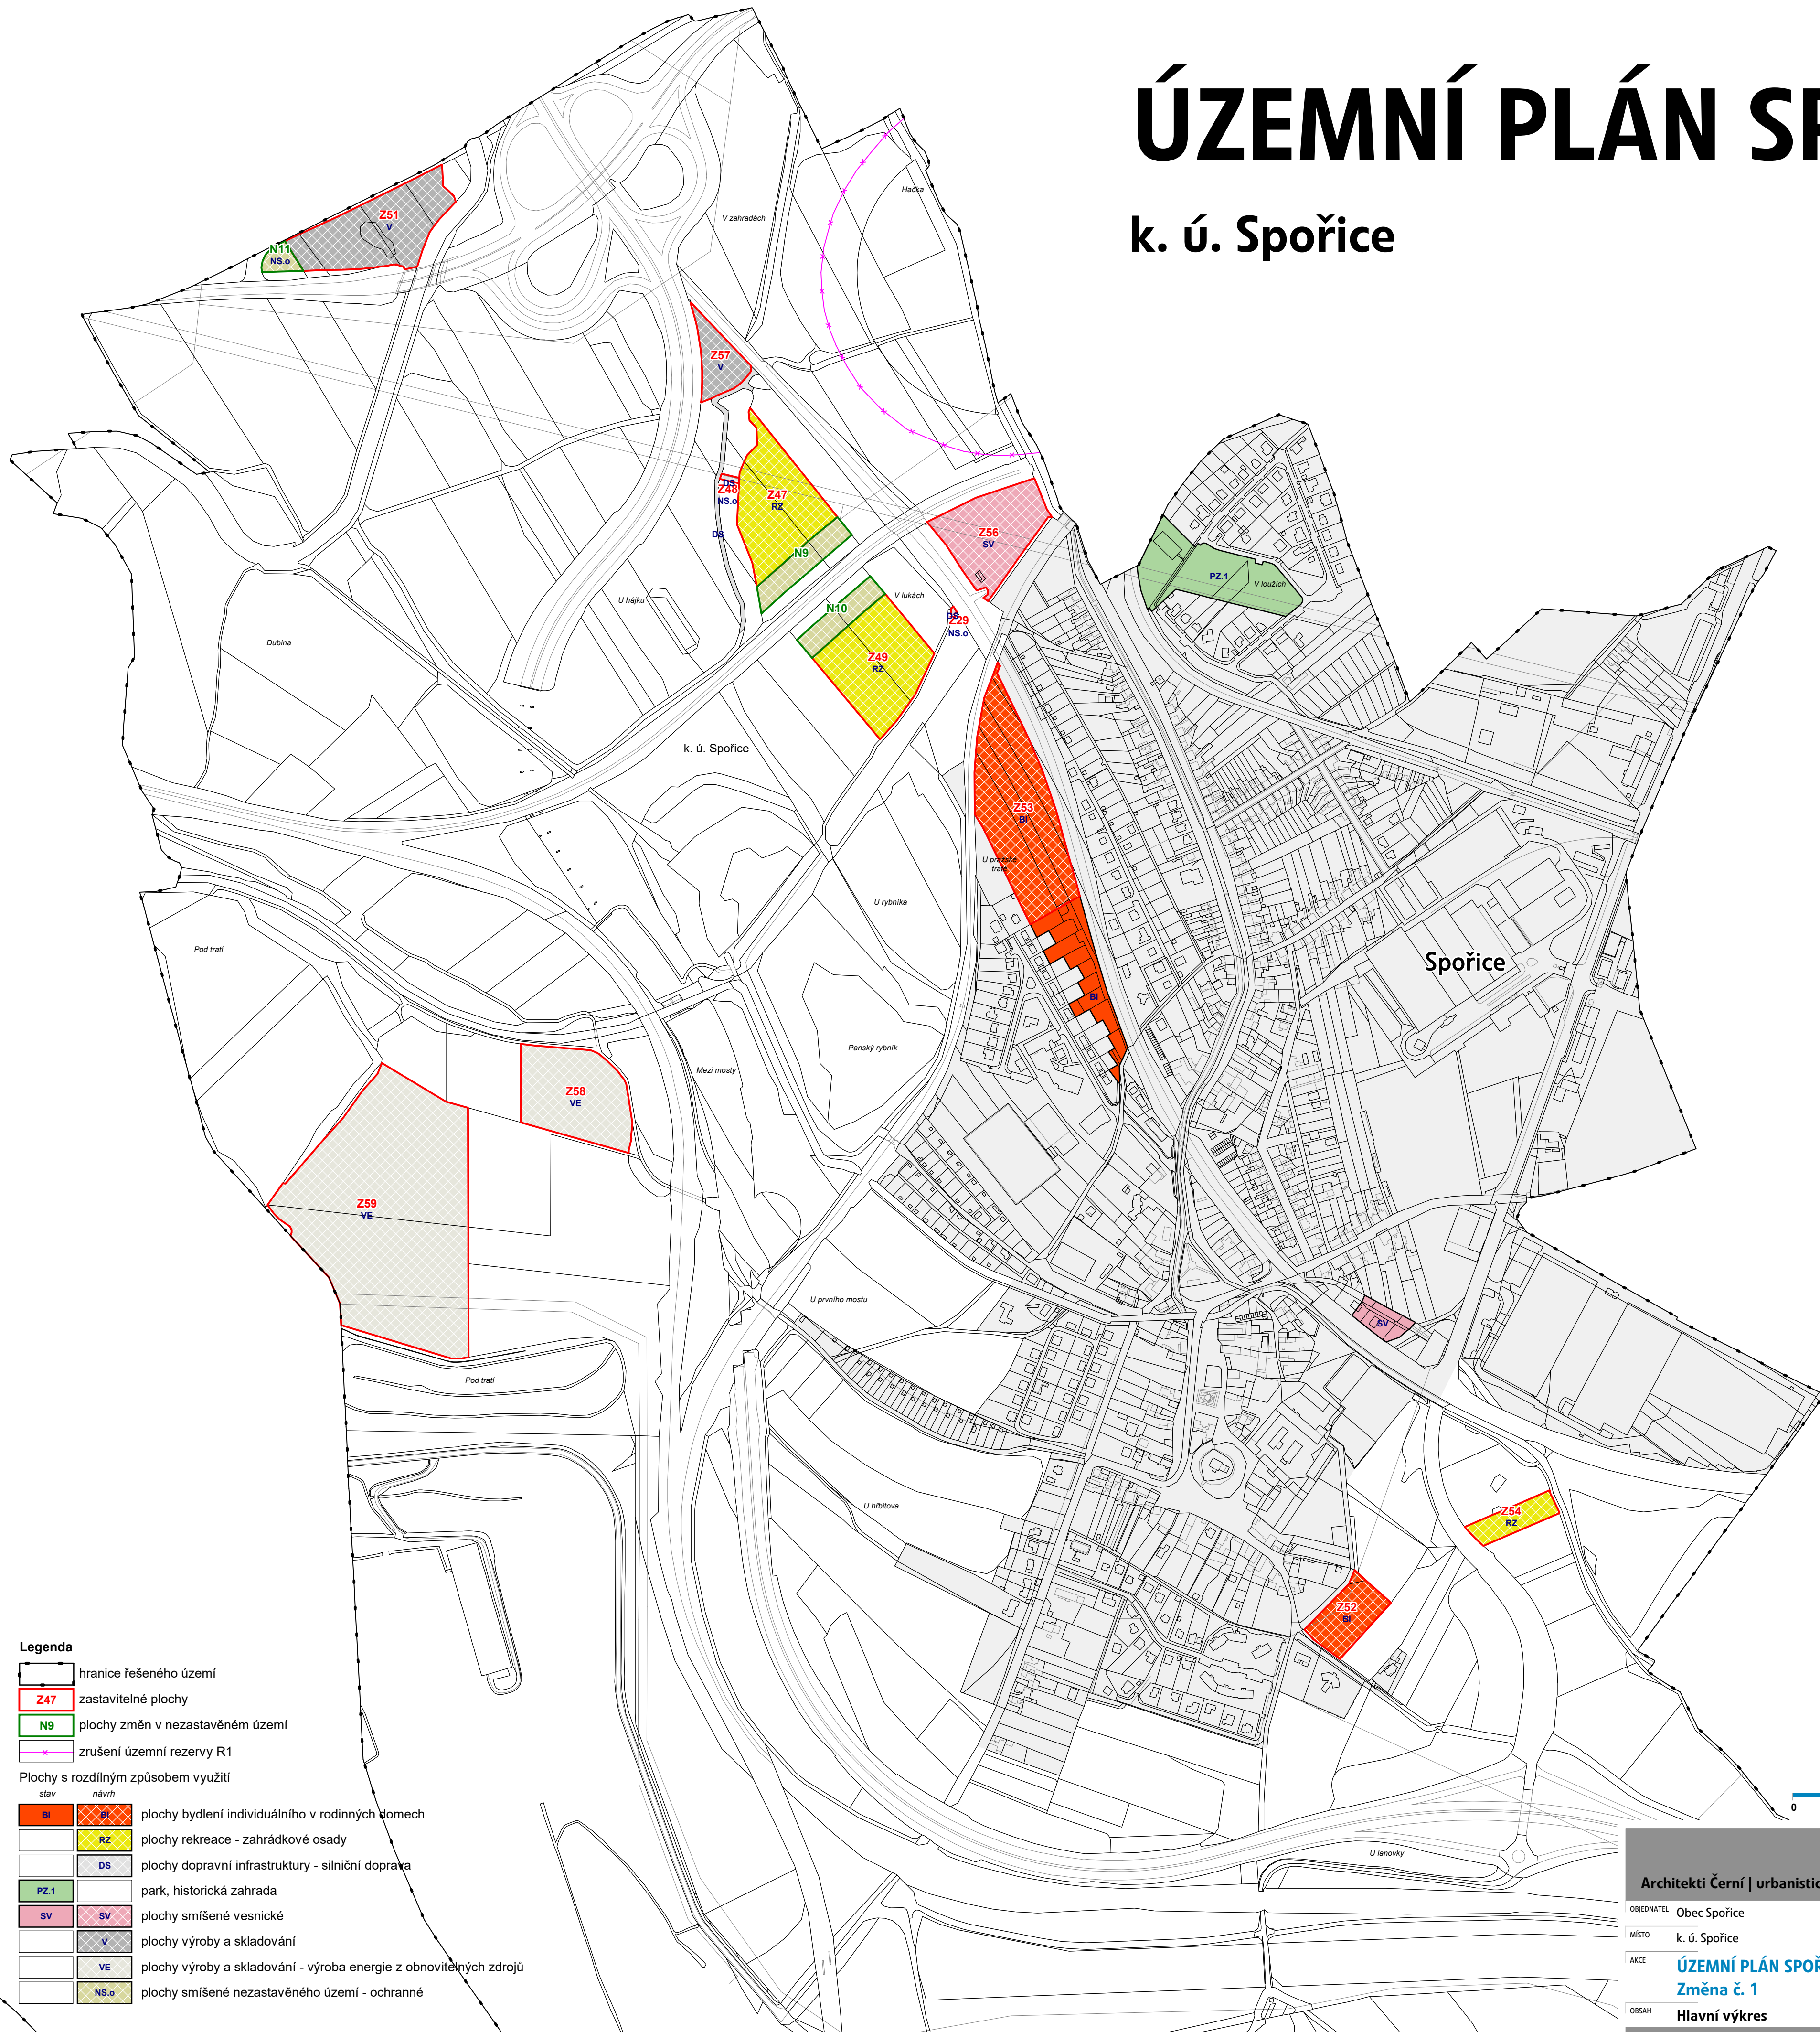 ÚZEMNÍ PLÁN SP
k. ú. Spořice
Hačka
V zahradách
Z51
V
N11
NS.o
Z57
V
DS
Z48
NS.o
Z47
RZ
DS
N9
Z56
SV
PZ.1
V loužích
U hájku
N10
V lukách
DS
Z29
NS.o
Dubina
Z49
RZ
k. ú. Spořice
Z53
BI
U pražské
tratě
U rybníka
Pod tratí
Spořice
BI
Panský rybník
Mezi mosty
Z58
VE
Z59
VE
U prvního mostu
SV
Pod tratí
U hřbitova
Z54
RZ
Z52
BI
U lanovky
Legenda
hranice řešeného území
Z47 zastavitelné plochy
N9 plochy změn v nezastavěném území
zrušení územní rezervy R1
Plochy s rozdílným způsobem využití
stav návrh
BI BI plochy bydlení individuálního v rodinných domech
RZ plochy rekreace - zahrádkové osady
DS plochy dopravní infrastruktury - silniční doprava
PZ.1 park, historická zahrada
SV SV plochy smíšené vesnické
V plochy výroby a skladování
VE plochy výroby a skladování - výroba energie z obnovitelných zdrojů
NS.o plochy smíšené nezastavěného území - ochranné
0
Architekti Černí | urbanistic
OBJEDNATEL Obec Spořice
MÍSTO k. ú. Spořice
AKCE ÚZEMNÍ PLÁN SPOŘ
Změna č. 1
OBSAH Hlavní výkres